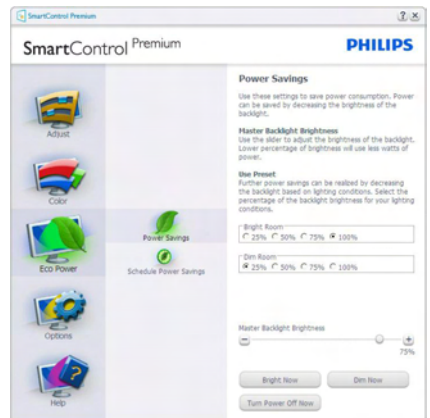 SmartControl Premium
SmartControl Premium
PHILIPS
Adjust
Color
Eco Power
Options
Help
Power Savings
Schedule Power Savings
Power Savings
Use these settings to save power consumption. Power
can be saved by decreasing the brightness of the
backlight.
Master Backlight Brightness
Use the slider to adjust the brightness of the backlight.
Lower percentage of brightness will use less watts of
power.
Use Preset
Further power savings can be realized by decreasing
the backlight based on lighting conditions. Select the
percentage of the backlight brightness for your lighting
conditions.
Bright Room
25% 50% 75% 100%
Dim Room
25% 50% 75% 100%
Master Backlight Brightness
75%
Bright Now
Dim Now
Turn Power Off Now